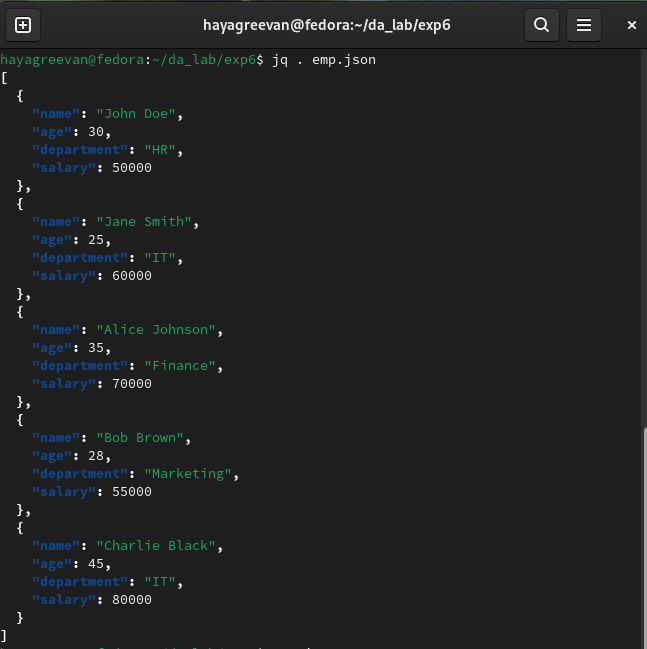 hayagreevan@fedora:~/da_lab/exp6
hayagreevan@fedora:~/da_lab/exp6$ jq . emp.json
[
  {
    "name": "John Doe",
    "age": 30,
    "department": "HR",
    "salary": 50000
  },
  {
    "name": "Jane Smith",
    "age": 25,
    "department": "IT",
    "salary": 60000
  },
  {
    "name": "Alice Johnson",
    "age": 35,
    "department": "Finance",
    "salary": 70000
  },
  {
    "name": "Bob Brown",
    "age": 28,
    "department": "Marketing",
    "salary": 55000
  },
  {
    "name": "Charlie Black",
    "age": 45,
    "department": "IT",
    "salary": 80000
  }
]